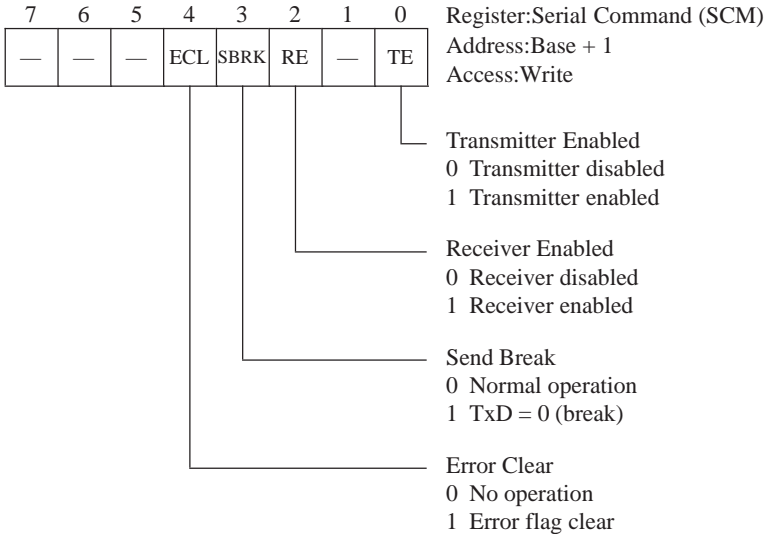 7 6 5 4 3 2 1 0
Register:Serial Command (SCM)
— — — ECL SBRK RE — TE
Address:Base + 1
Access:Write
Transmitter Enabled
0 Transmitter disabled
1 Transmitter enabled
Receiver Enabled
0 Receiver disabled
1 Receiver enabled
Send Break
0 Normal operation
1 TxD = 0 (break)
Error Clear
0 No operation
1 Error flag clear